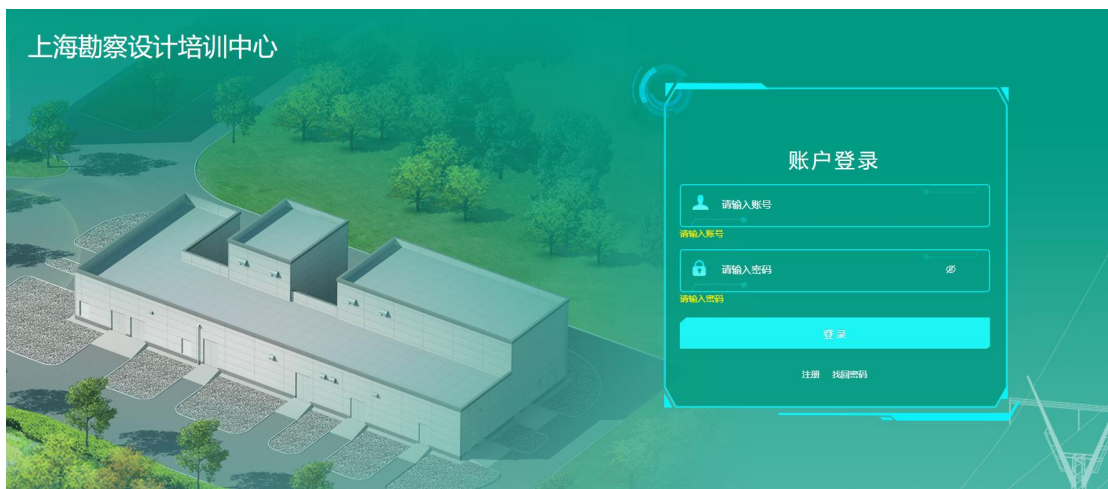 上海勘察设计培训中心
账户登录
请输入账号
请输入账号
请输入密码
请输入密码
登录
注册 找回密码